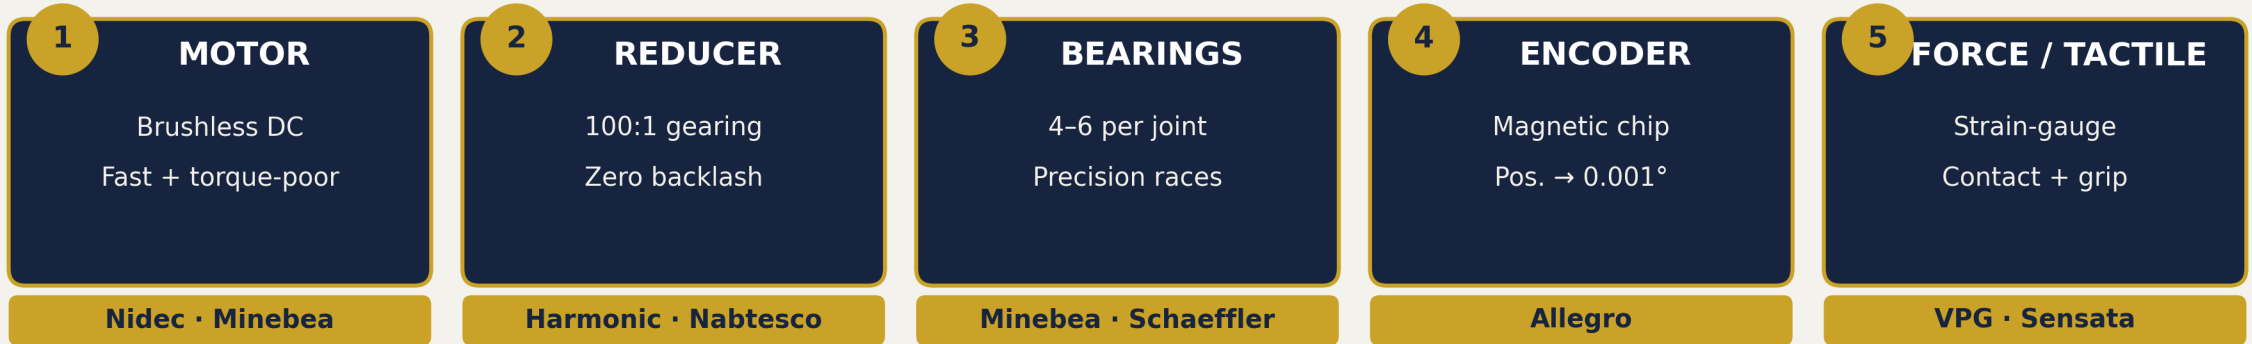 1
MOTOR
Brushless DC
Fast + torque-poor
Nidec · Minebea
2
REDUCER
100:1 gearing
Zero backlash
Harmonic · Nabtesco
3
BEARINGS
4–6 per joint
Precision races
Minebea · Schaeffler
4
ENCODER
Magnetic chip
Pos. → 0.001°
Allegro
5
FORCE / TACTILE
Strain-gauge
Contact + grip
VPG · Sensata